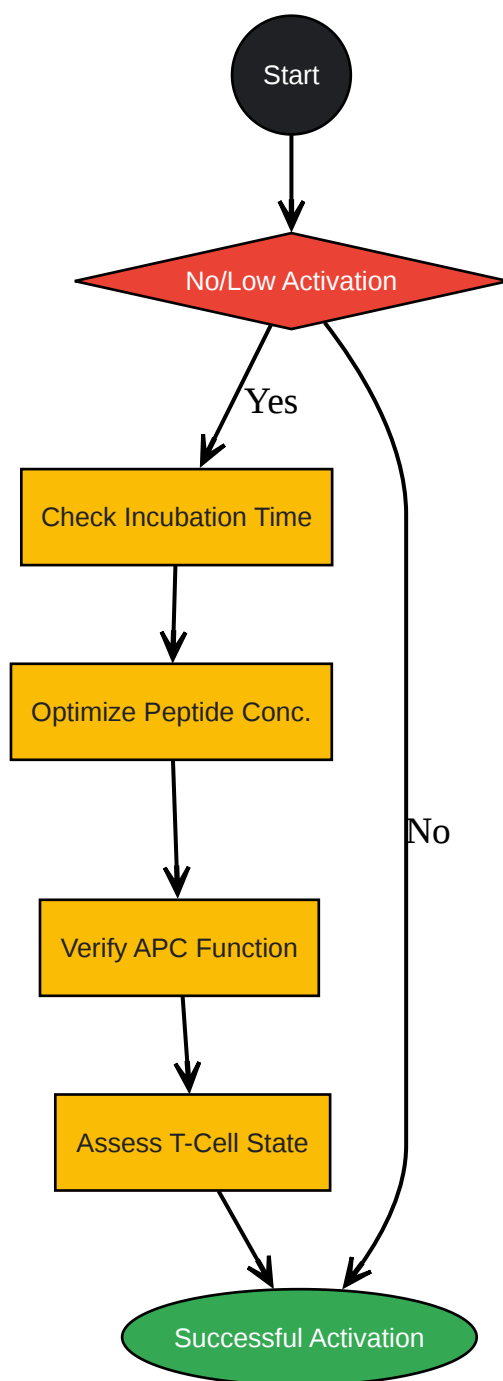 Start
No/Low Activation
Yes
Check Incubation Time
Optimize Peptide Conc.
No
Verify APC Function
Assess T-Cell State
Successful Activation